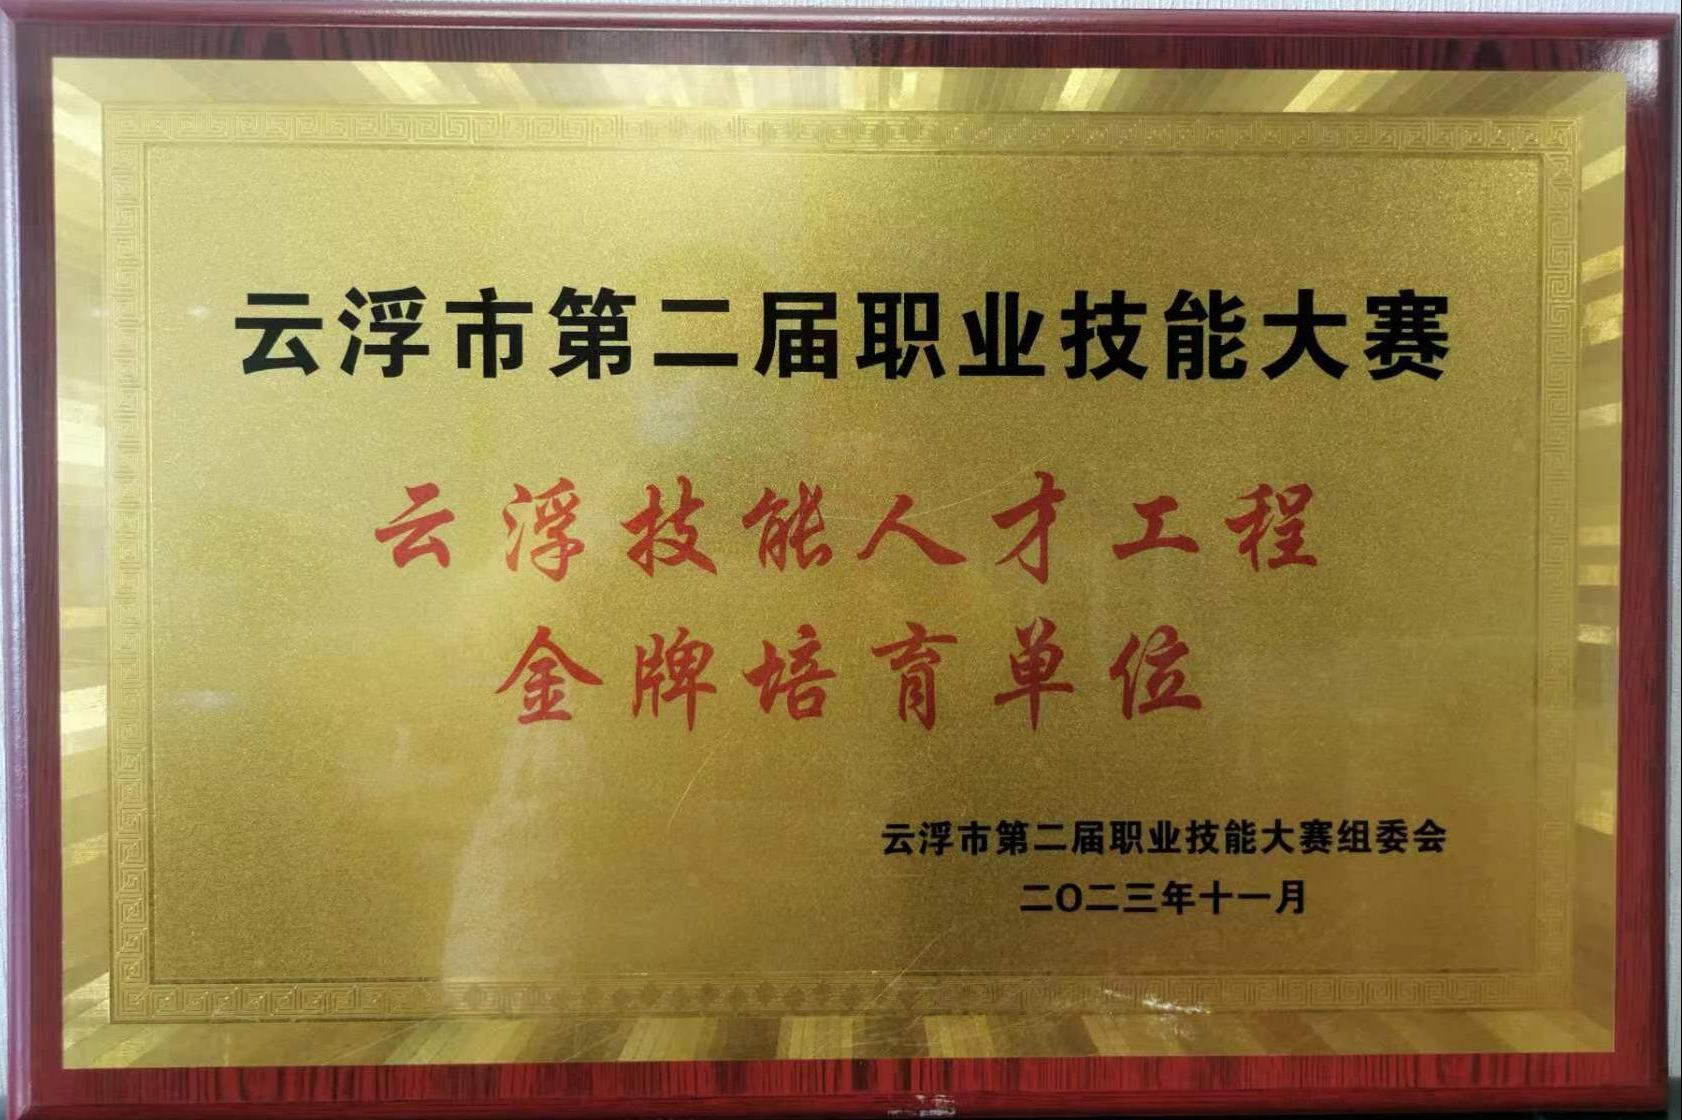 云浮市第二届职业技能大赛
云浮技能人才工程
金牌培育单位
云浮市第二届职业技能大赛组委会
二〇二三年十一月